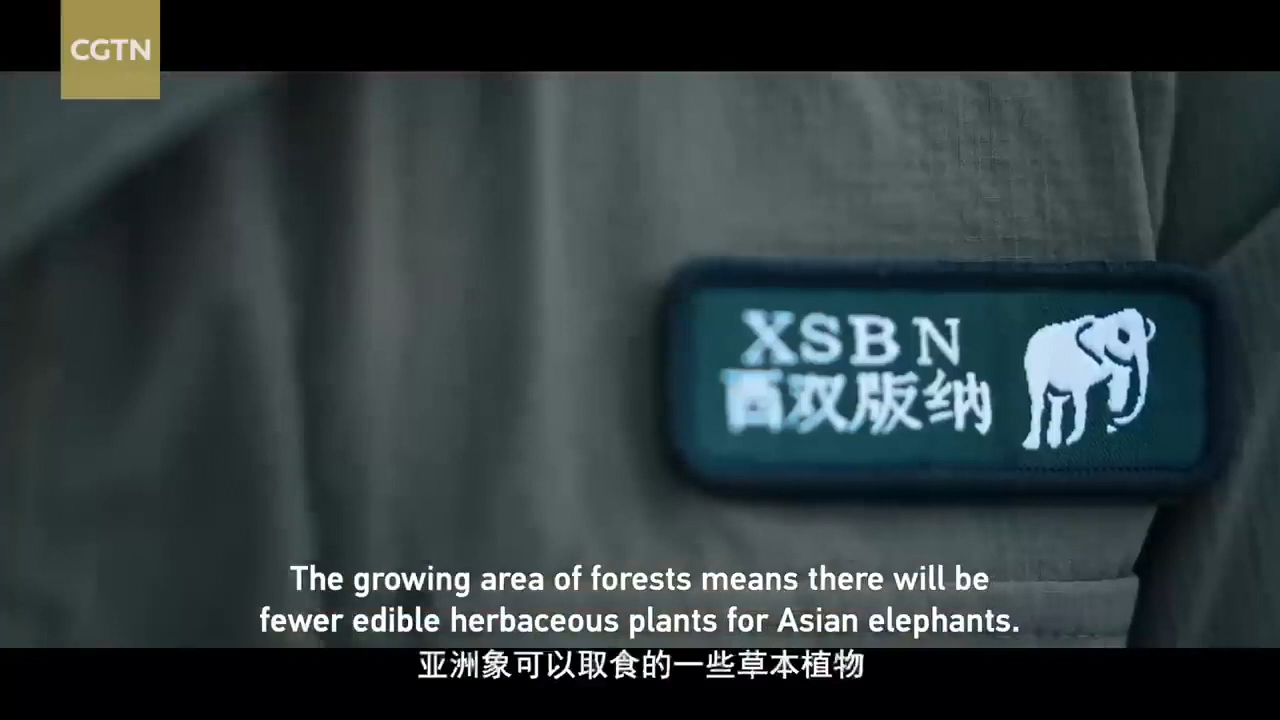 CGTN
XSBN
西双版纳
The growing area of forests means there will be
fewer edible herbaceous plants for Asian elephants.
亚洲象可以取食的一些草本植物